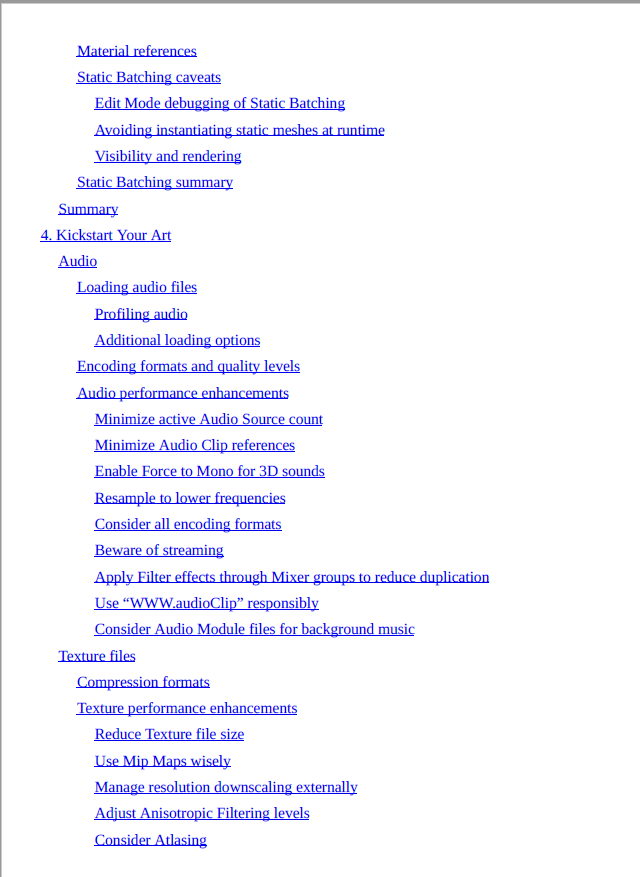 Material references
Static Batching caveats
Edit Mode debugging of Static Batching
Avoiding instantiating static meshes at runtime
Visibility and rendering
Static Batching summary
Summary
4. Kickstart Your Art
Audio
Loading audio files
Profiling audio
Additional loading options
Encoding formats and quality levels
Audio performance enhancements
Minimize active Audio Source count
Minimize Audio Clip references
Enable Force to Mono for 3D sounds
Resample to lower frequencies
Consider all encoding formats
Beware of streaming
Apply Filter effects through Mixer groups to reduce duplication
Use “WWW.audioClip” responsibly
Consider Audio Module files for background music
Texture files
Compression formats
Texture performance enhancements
Reduce Texture file size
Use Mip Maps wisely
Manage resolution downscaling externally
Adjust Anisotropic Filtering levels
Consider Atlasing